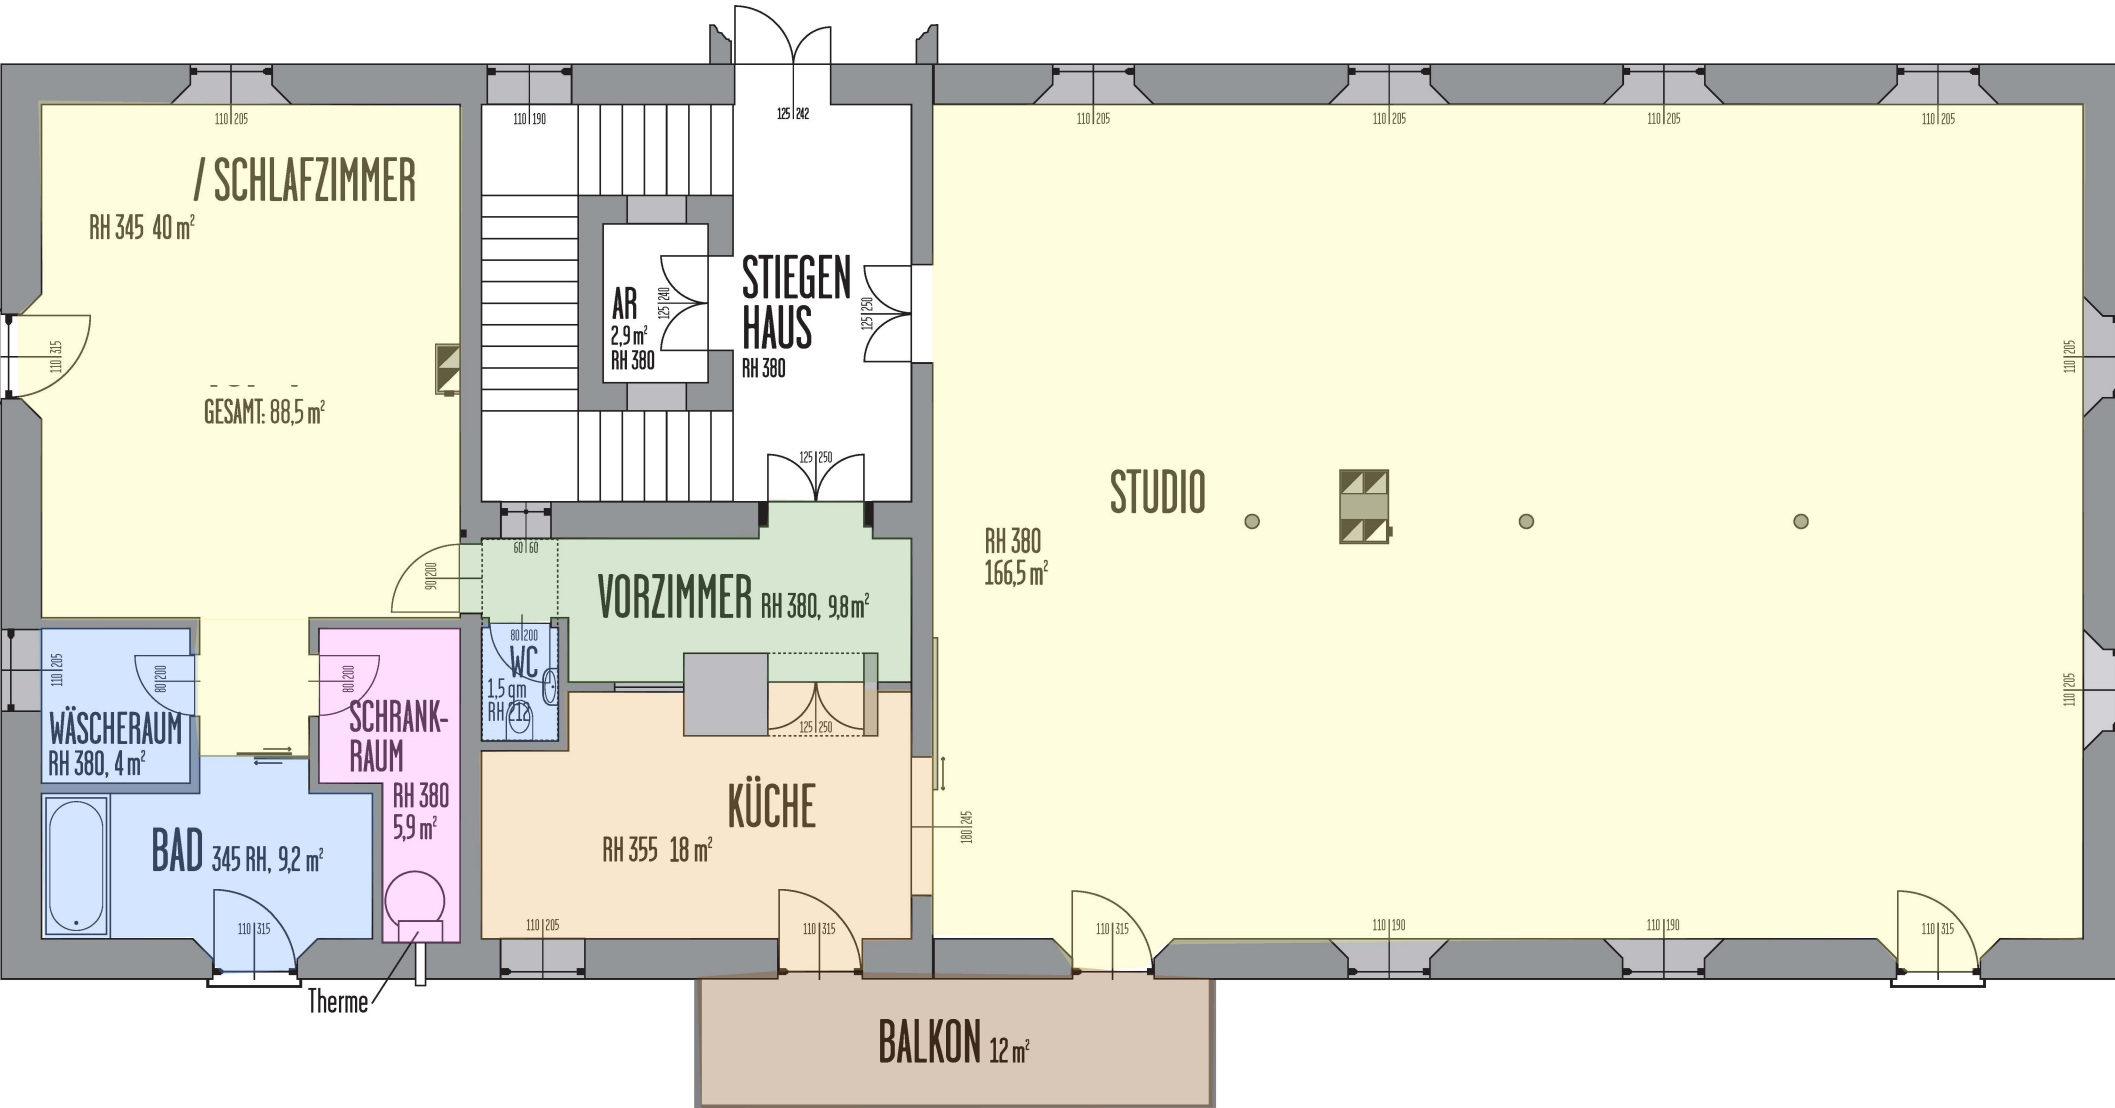 110|205
110|190
125|242
110|205
110|205
110|205
110|205
/ SCHLAFZIMMER
RH 345 40 m²
GESAMT: 88,5 m²
110|315
AR
2,9 m²
RH 380
125|240
STIEGEN
HAUS
RH 380
125|250
125|250
STUDIO
RH 380
166,5 m²
110|205
110|205
60|60
90|200
VORZIMMER RH 380, 9,8 m²
80|200
WC
1,5 qm
RH 212
110|205
80|200
WÄSCHERAUM
RH 380, 4 m²
80|200
SCHRANK-
RAUM
RH 380
5,9 m²
125|250
KÜCHE
RH 355 18 m²
180|245
BAD 345 RH, 9,2 m²
110|315
110|205
110|315
110|315
110|190
110|190
110|315
Therme
BALKON 12 m²